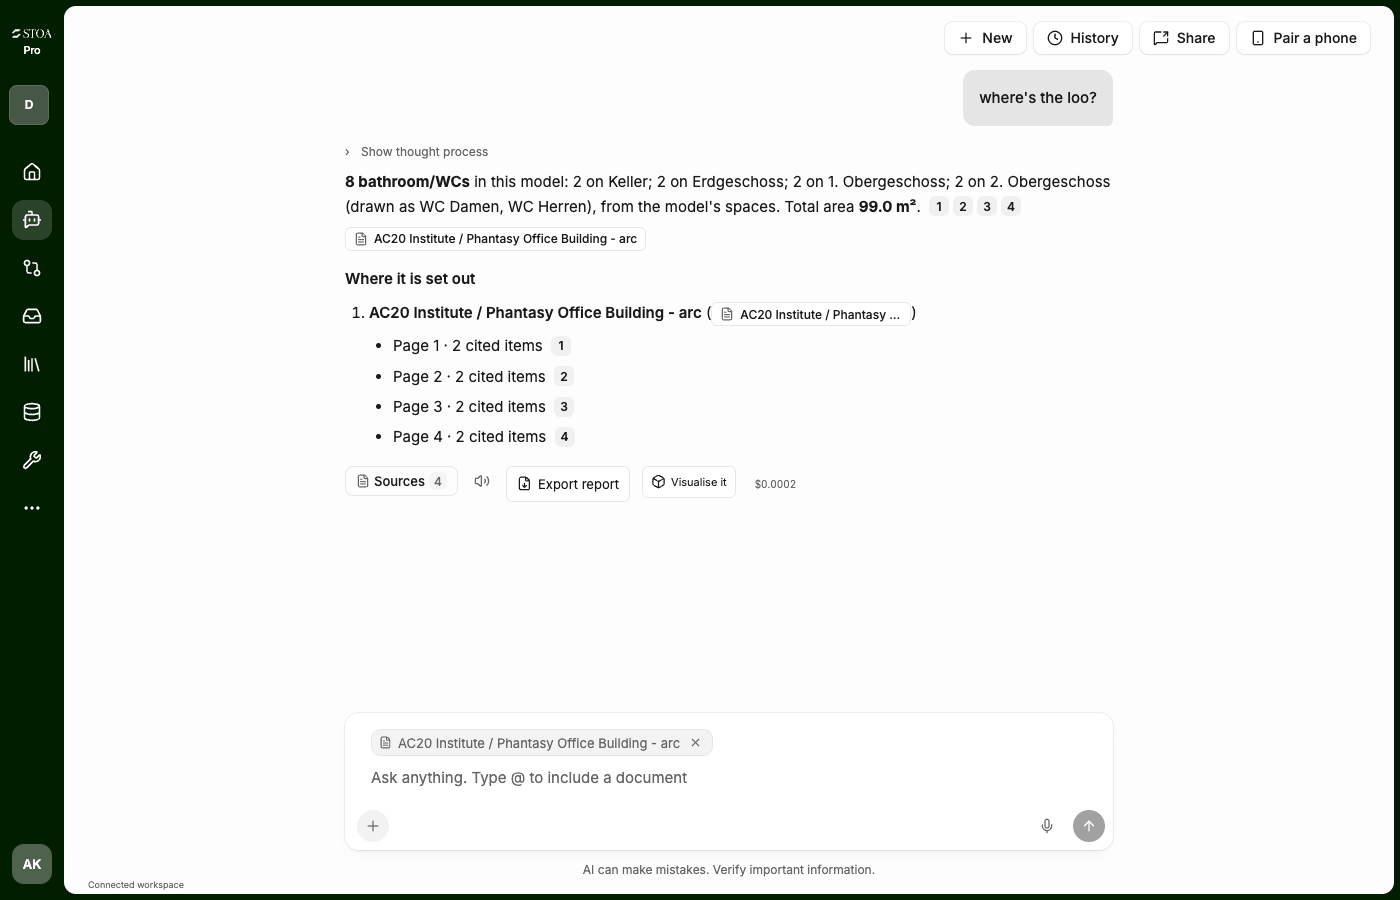 STOA
Pro
D
New
History
Share
Pair a phone
where's the loo?
Show thought process
8 bathroom/WCs in this model: 2 on Keller; 2 on Erdgeschoss; 2 on 1. Obergeschoss; 2 on 2. Obergeschoss
(drawn as WC Damen, WC Herren), from the model's spaces. Total area 99.0 m². 1 2 3 4
AC20 Institute / Phantasy Office Building - arc
Where it is set out
1. AC20 Institute / Phantasy Office Building - arc (AC20 Institute / Phantasy ...)
• Page 1 · 2 cited items 1
• Page 2 · 2 cited items 2
• Page 3 · 2 cited items 3
• Page 4 · 2 cited items 4
Sources 4
Export report
Visualise it
$0.0002
AC20 Institute / Phantasy Office Building - arc
Ask anything. Type @ to include a document
AI can make mistakes. Verify important information.
AK
Connected workspace